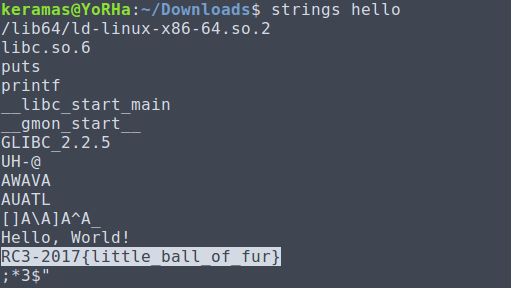 keramas@YoRHa:~/Downloads$ strings hello
/lib64/ld-linux-x86-64.so.2
libc.so.6
puts
printf
__libc_start_main
__gmon_start__
GLIBC_2.2.5
UH-@
AWAVA
AUATL
[]A\A]A^A_
Hello, World!
RC3-2017{little_ball_of_fur}
;*3$"